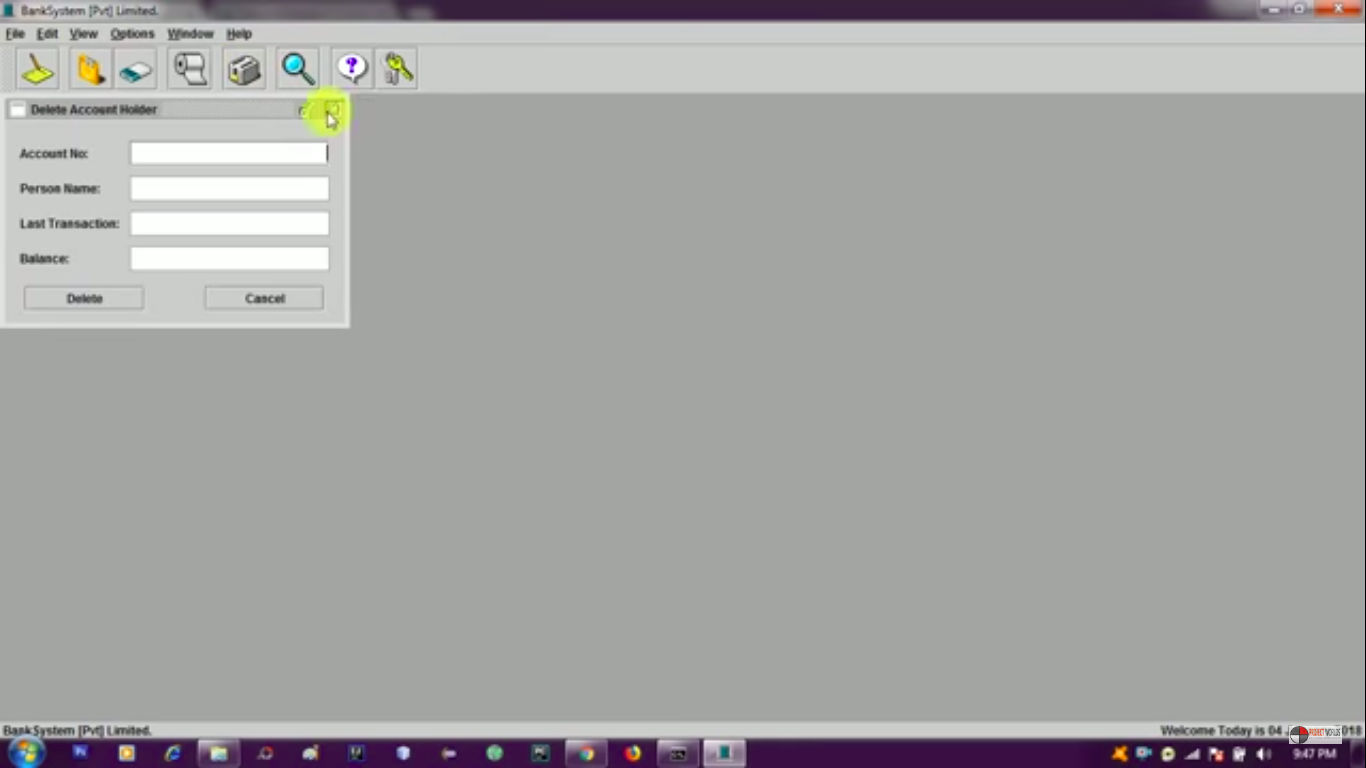 BankSystem [Pvt] Limited.
File Edit View Options Window Help
Delete Account Holder
Account No:
Person Name:
Last Transaction:
Balance:
Delete Cancel
BankSystem [Pvt] Limited.
Welcome Today is 04
018
9:47 PM